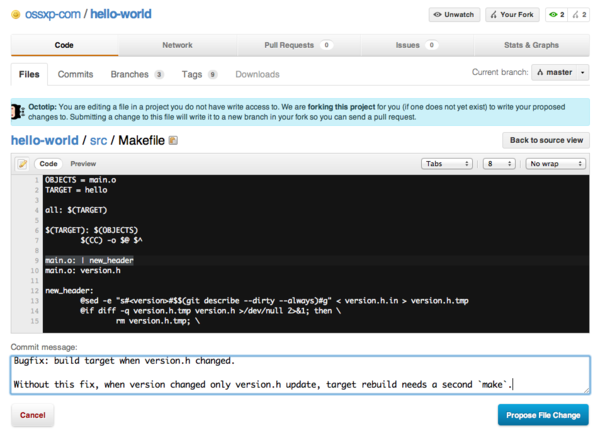 ossxp-com / hello-world
Unwatch
Your Fork
2
2
Code
Network
Pull Requests 0
Issues 0
Stats & Graphs
Files
Commits
Branches 3
Tags 9
Downloads
Current branch: master
Octotip: You are editing a file in a project you do not have write access to. We are forking this project for you (if one does not yet exist) to write your proposed
changes to. Submitting a change to this file will write it to a new branch in your fork so you can send a pull request.
hello-world / src / Makefile
Back to source view
Code
Preview
Tabs
8
No wrap
1 OBJECTS = main.o
2 TARGET = hello
3
4 all: $(TARGET)
5
6 $(TARGET): $(OBJECTS)
7 $(CC) -o $@ $^
8
9 main.o: | new_header
10 main.o: version.h
11
12 new_header:
13 @sed -e "s#<version>#$$(git describe --dirty --always)#g" < version.h.in > version.h.tmp
14 @if diff -q version.h.tmp version.h >/dev/null 2>&1; then \
15 rm version.h.tmp; \
Commit message:
Bugfix: build target when version.h changed.
Without this fix, when version changed only version.h update, target rebuild needs a second `make`.
Cancel
Propose File Change